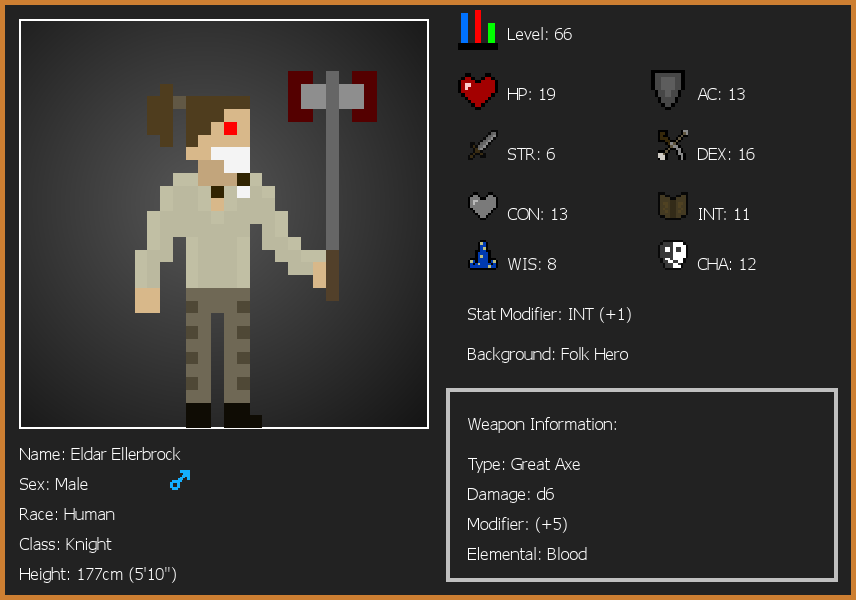 Level: 66
HP: 19
AC: 13
STR: 6
DEX: 16
CON: 13
INT: 11
WIS: 8
CHA: 12
Stat Modifier: INT (+1)
Background: Folk Hero
Weapon Information:
Type: Great Axe
Damage: d6
Modifier: (+5)
Elemental: Blood
Name: Eldar Ellerbrock
Sex: Male
Race: Human
Class: Knight
Height: 177cm (5'10")